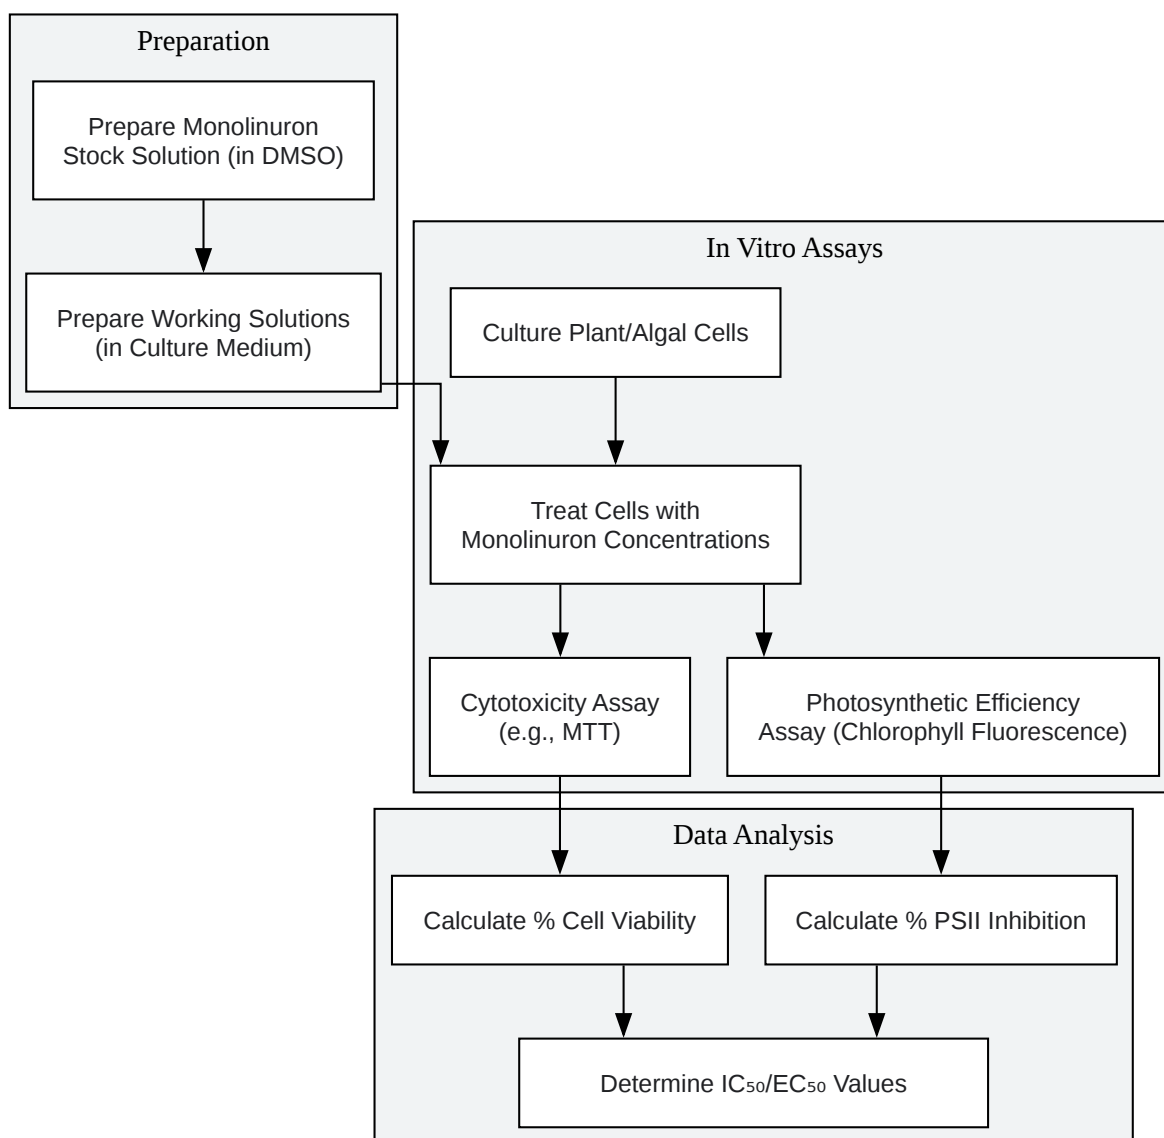 Preparation
Prepare Monolinuron
Stock Solution (in DMSO)
Prepare Working Solutions
(in Culture Medium)
In Vitro Assays
Culture Plant/Algal Cells
Treat Cells with
Monolinuron Concentrations
Cytotoxicity Assay
(e.g., MTT)
Photosynthetic Efficiency
Assay (Chlorophyll Fluorescence)
Data Analysis
Calculate % Cell Viability
Calculate % PSII Inhibition
Determine IC₅₀/EC₅₀ Values